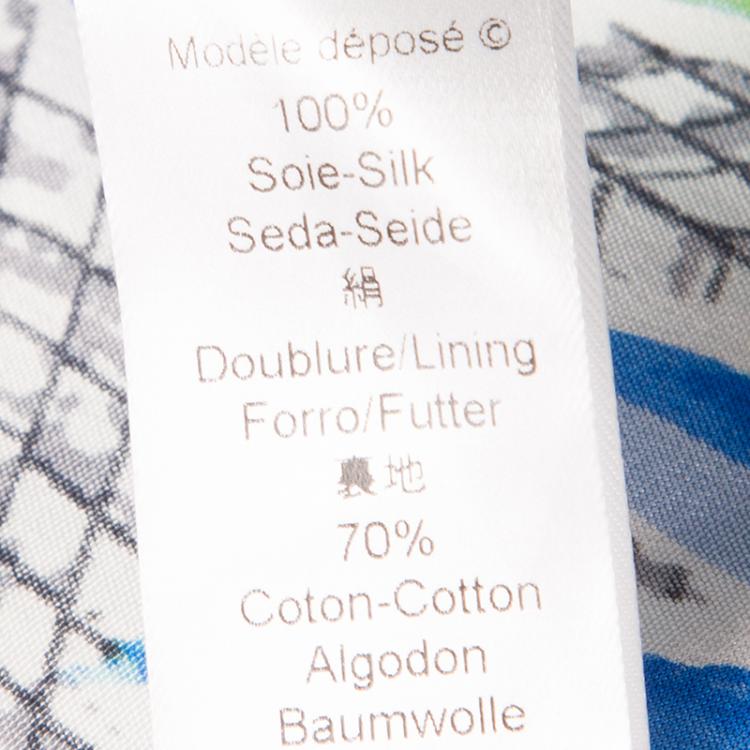 Modèle déposé ©
100%
Soie-Silk
Seda-Seide
絹
Doublure/Lining
Forro/Futter
裏地
70%
Coton-Cotton
Algodon
Baumwolle